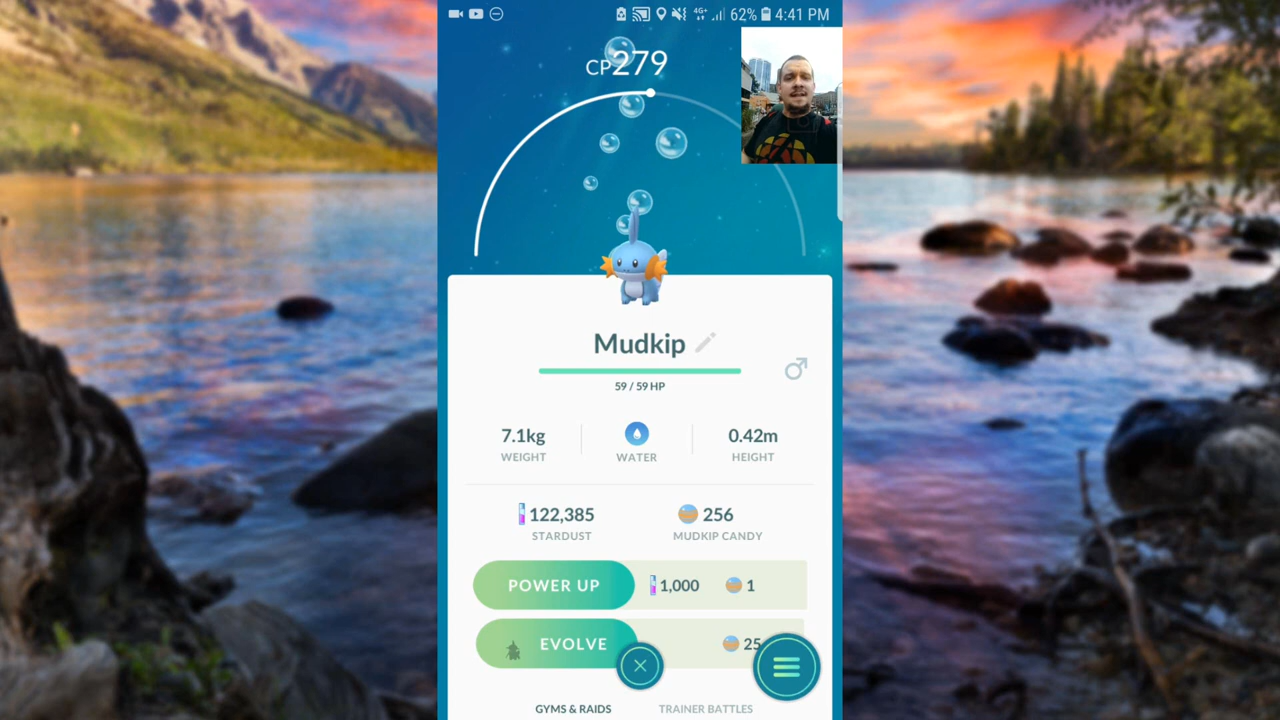 4G+ 62% 4:41 PM
CP279
Mudkip
59 / 59 HP
7.1kg 0.42m
WEIGHT WATER HEIGHT
122,385 256
STARDUST MUDKIP CANDY
POWER UP 1,000 1
EVOLVE 25
GYMS & RAIDS TRAINER BATTLES